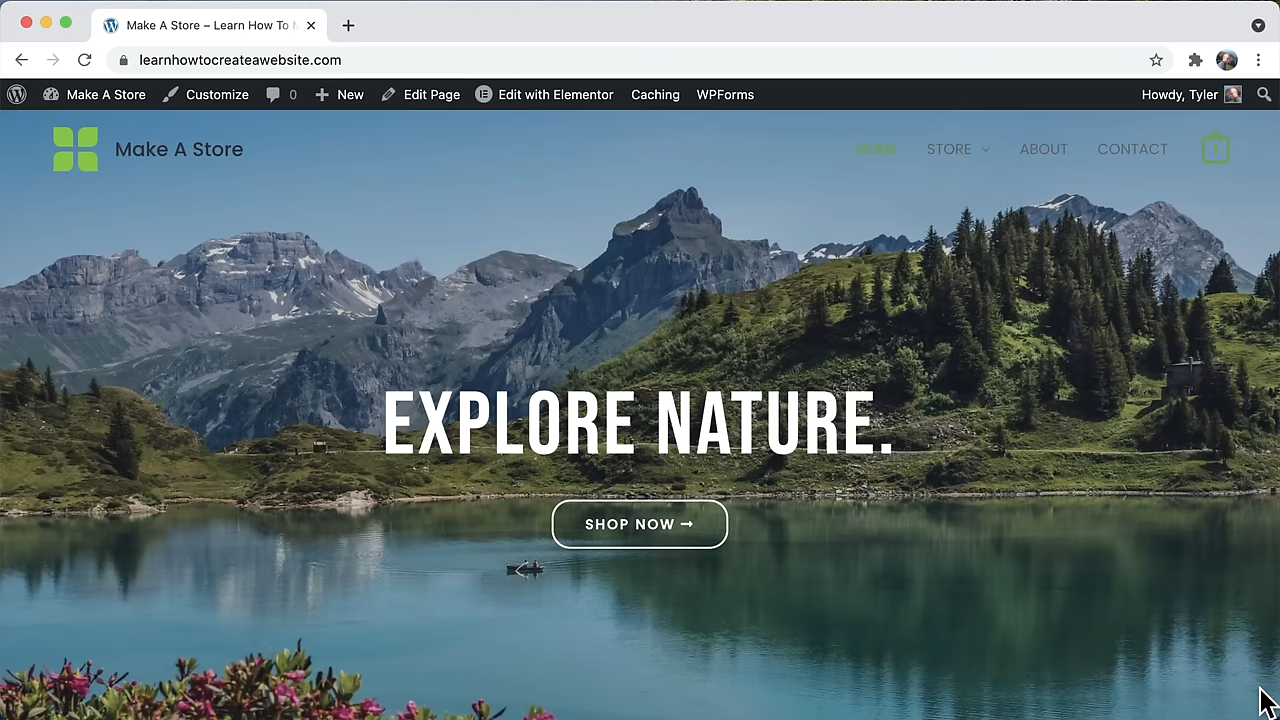 Make A Store – Learn How To
learnhowtocreateawebsite.com
Make A Store Customize 0 New Edit Page Edit with Elementor Caching WPForms Howdy, Tyler
Make A Store HOME STORE ABOUT CONTACT 1
EXPLORE NATURE.
SHOP NOW →